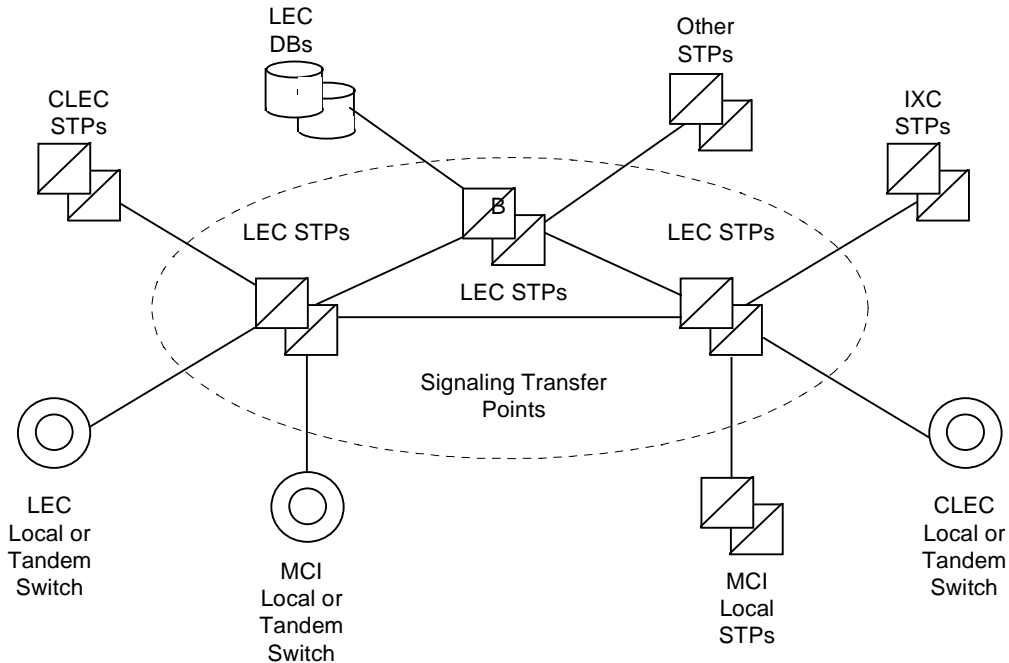 LEC
DBs
Other
STPs
CLEC
STPs
IXC
STPs
B
LEC STPs
LEC STPs
LEC STPs
Signaling Transfer
Points
LEC
Local or
Tandem
Switch
MCI
Local or
Tandem
Switch
MCI
Local
STPs
CLEC
Local or
Tandem
Switch